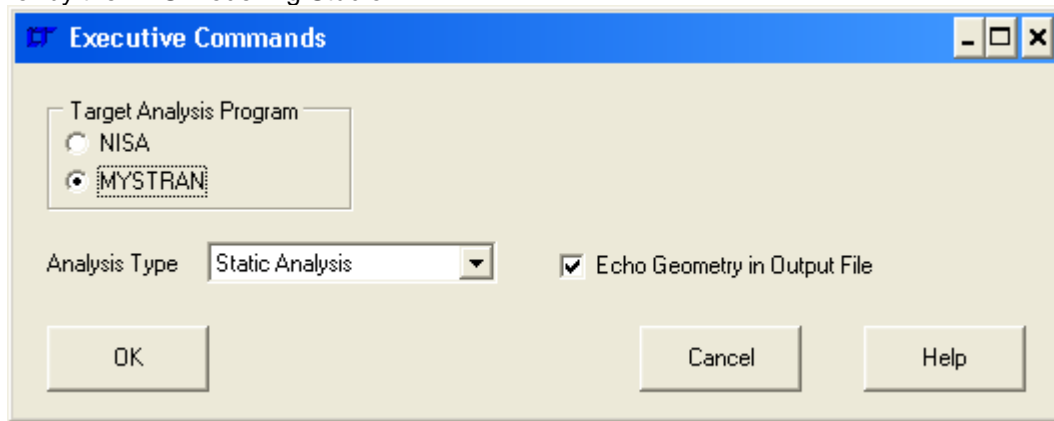 Executive Commands
Target Analysis Program
NISA
MYSTRAN
Analysis Type Static Analysis Echo Geometry in Output File
OK Cancel Help